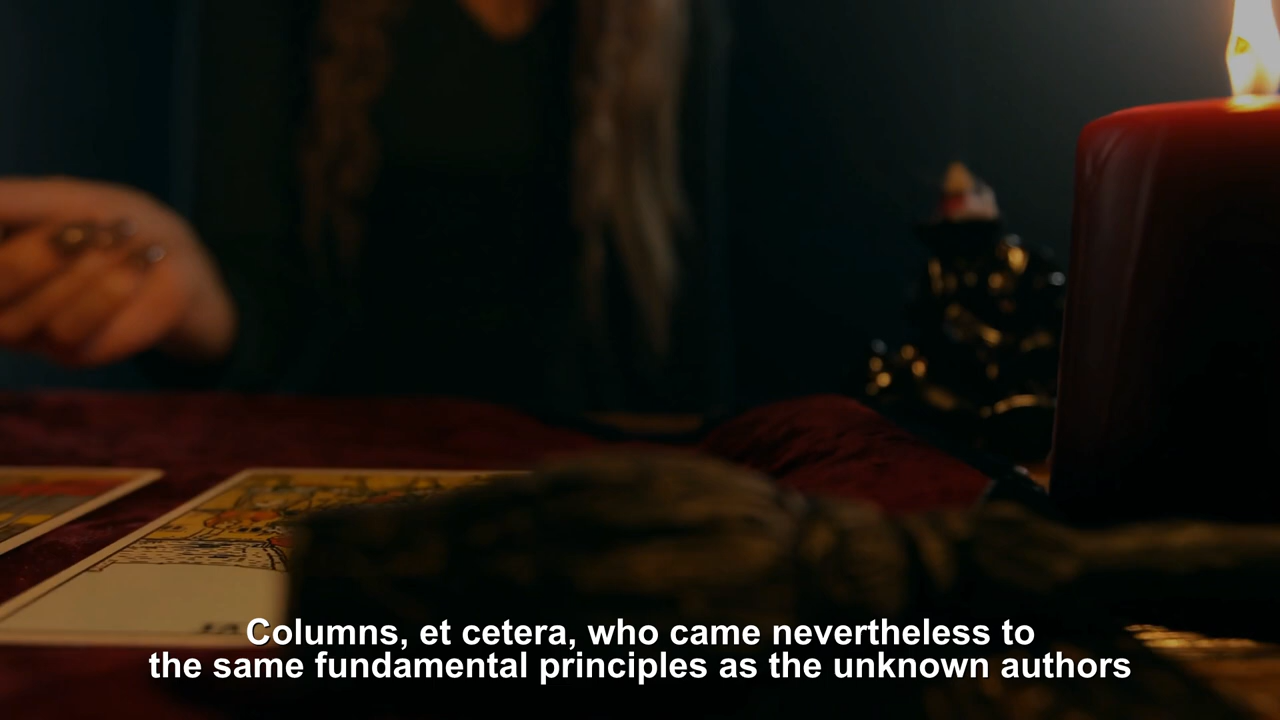 Columns, et cetera, who came nevertheless to
the same fundamental principles as the unknown authors